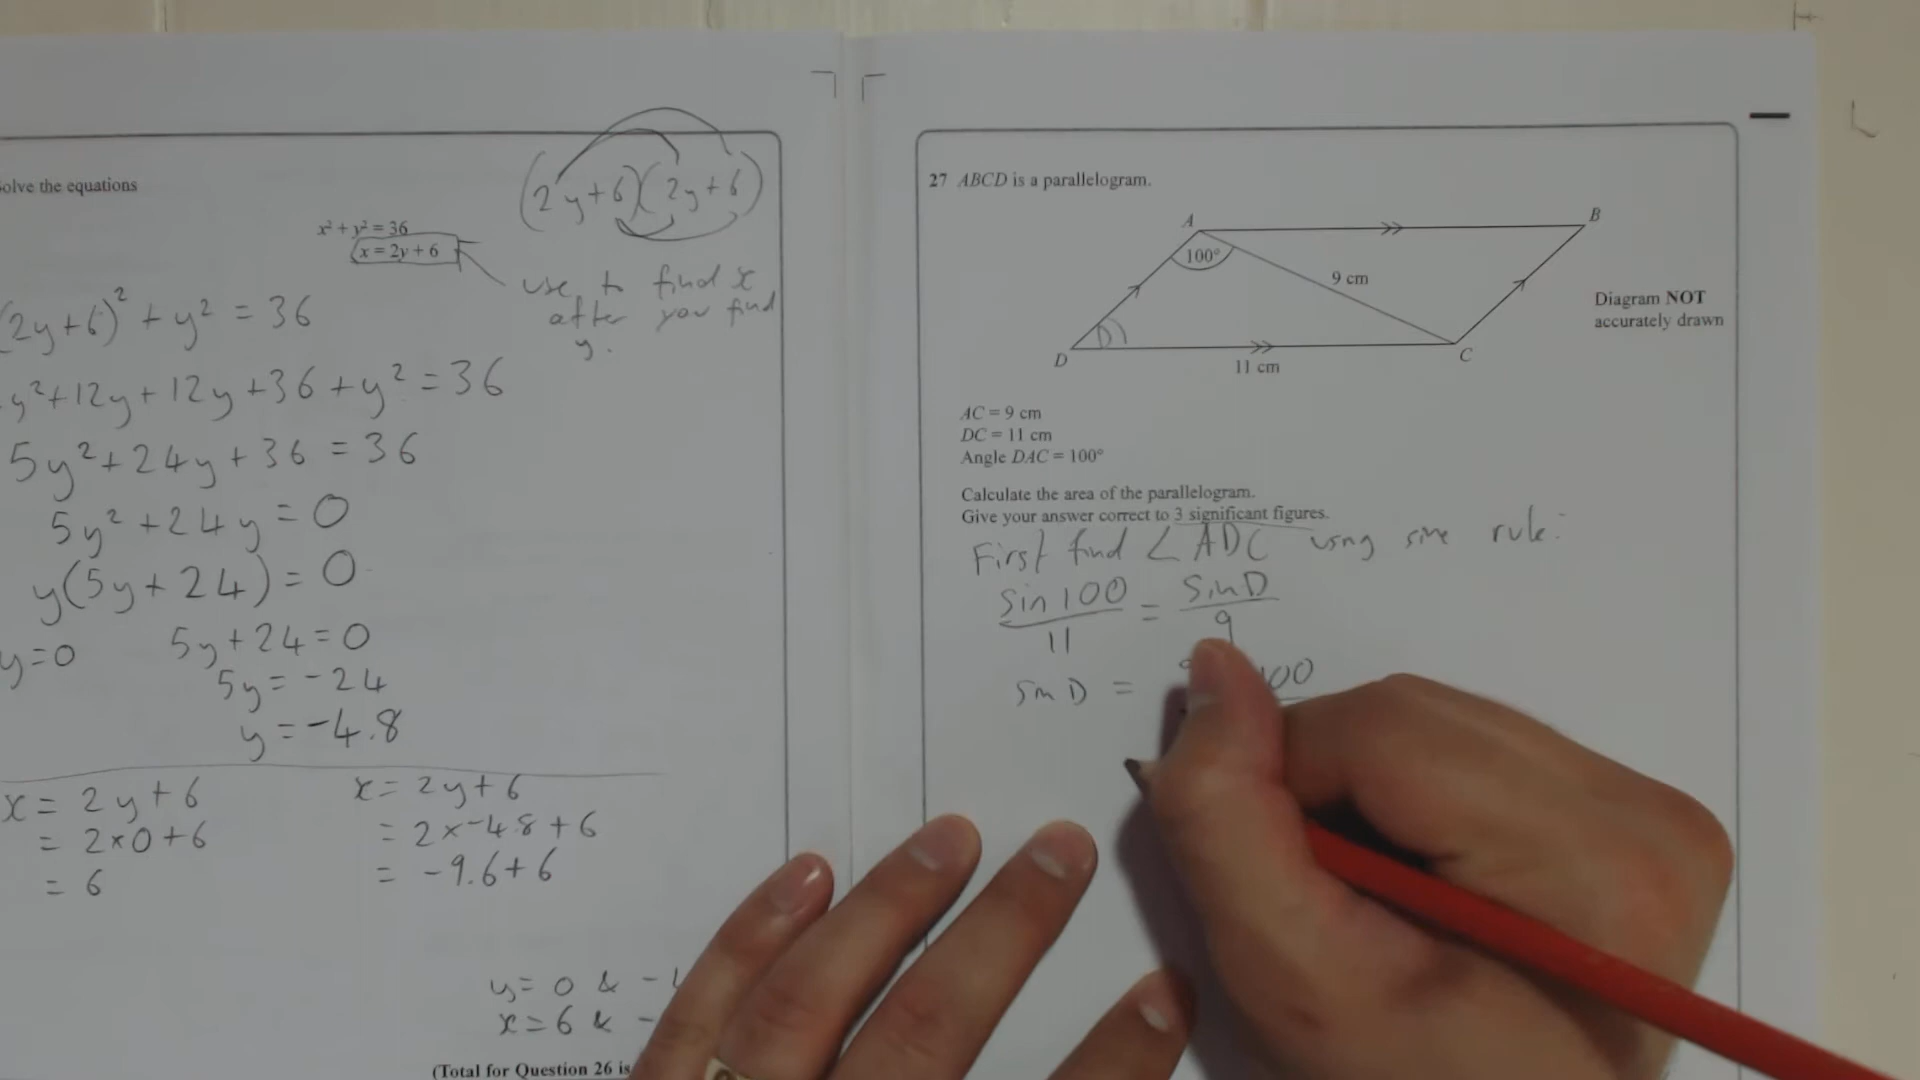 olve the equations
x² + y² = 36
x = 2y + 6
(2y+6)(2y+6)
use to find x
after you find
y.
(2y+6)² + y² = 36
y²+12y+12y+36+y² = 36
5y²+24y+36 = 36
5y²+24y = 0
y(5y+24) = 0
y=0
5y+24=0
5y = -24
y = -4.8
x = 2y+6
= 2×0+6
= 6
x = 2y+6
= 2×-4.8+6
= -9.6+6
y= 0 & -
x=6 & -
(Total for Question 26 is
27 ABCD is a parallelogram.
A
B
100°
9 cm
D
D
C
11 cm
Diagram NOT
accurately drawn
AC = 9 cm
DC = 11 cm
Angle DAC = 100°
Calculate the area of the parallelogram.
Give your answer correct to 3 significant figures.
First find ∠ADC using sine rule:
sin100/11 = sinD/9
sin D = 100